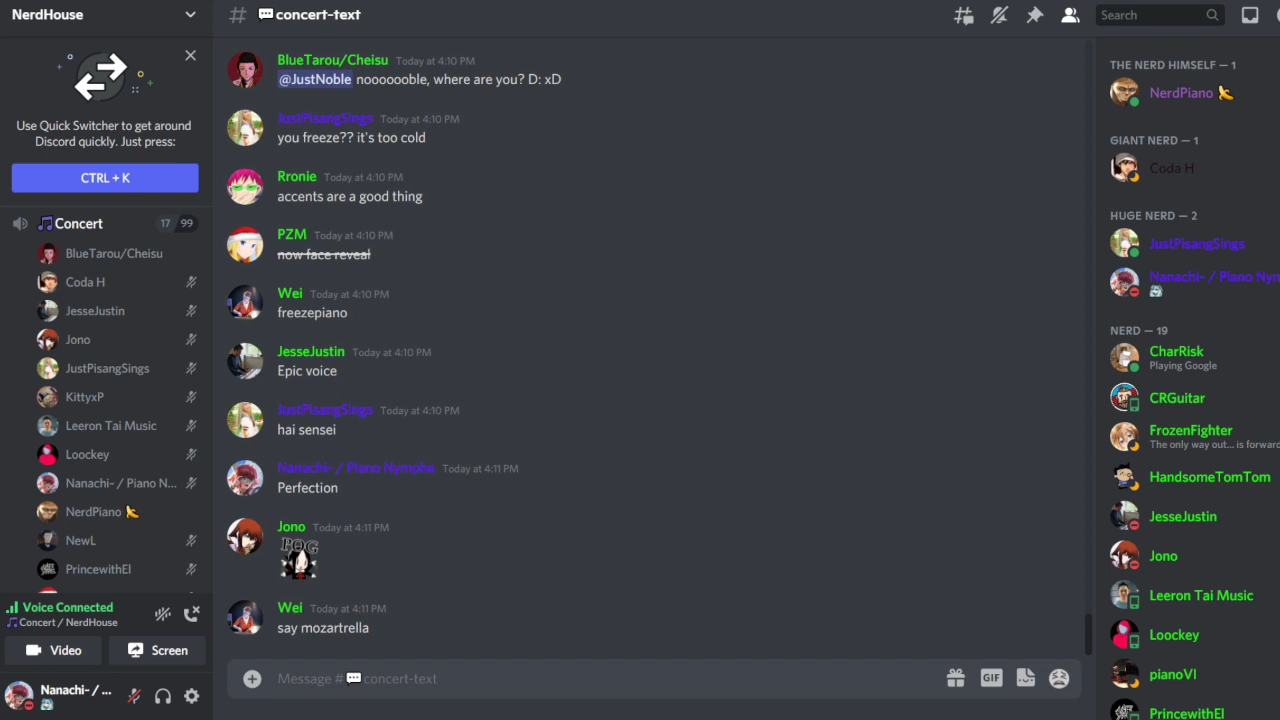 NerdHouse
Use Quick Switcher to get around
Discord quickly. Just press:
CTRL + K
Concert
17 99
BlueTarou/Cheisu
Coda H
JesseJustin
Jono
JustPisangSings
KittyxP
Leeron Tai Music
Loockey
Nanachi~ / Piano N...
NerdPiano
NewL
PrincewithEl
Voice Connected
Concert / NerdHouse
Video
Screen
Nanachi~ / ...
# concert-text
BlueTarou/Cheisu Today at 4:10 PM
@JustNoble nooooooble, where are you? D: xD
JustPisangSings Today at 4:10 PM
you freeze?? it's too cold
Rronie Today at 4:10 PM
accents are a good thing
PZM Today at 4:10 PM
now face reveal
Wei Today at 4:10 PM
freezepiano
JesseJustin Today at 4:10 PM
Epic voice
JustPisangSings Today at 4:10 PM
hai sensei
Nanachi~ / Piano Nympha Today at 4:11 PM
Perfection
Jono Today at 4:11 PM
POG
Wei Today at 4:11 PM
say mozartrella
Message # concert-text
GIF
Search
THE NERD HIMSELF — 1
NerdPiano
GIANT NERD — 1
Coda H
HUGE NERD — 2
JustPisangSings
Nanachi~ / Piano Nym
NERD — 19
CharRisk
Playing Google
CRGuitar
FrozenFighter
The only way out... is forward
HandsomeTomTom
JesseJustin
Jono
Leeron Tai Music
Loockey
pianoVI
PrincewithEl